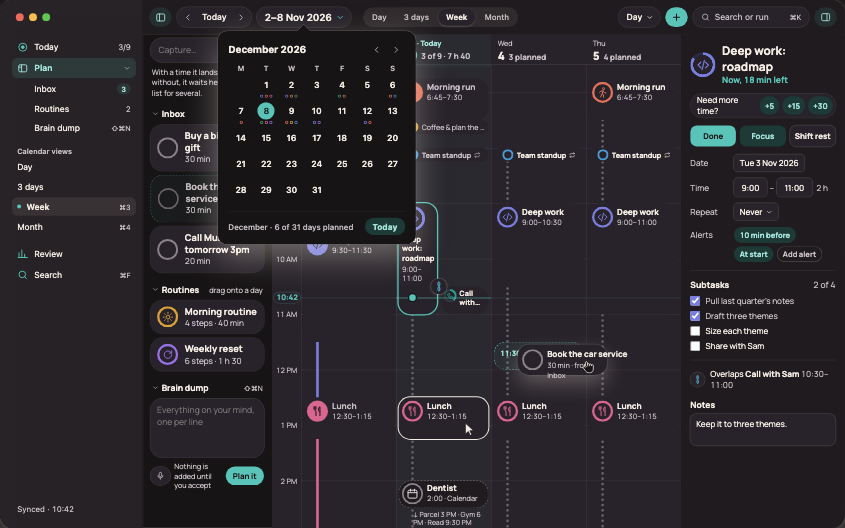 Today
2–8 Nov 2026
Day
3 days
Week
Month
Day
Search or run
⌘K
Today
3/9
Plan
Inbox
3
Routines
2
Brain dump
⇧⌘N
Calendar views
Day
3 days
Week
⌘3
Month
⌘4
Review
Search
⌘F
Synced · 10:42
Capture...
With a time it lands
without, it waits he
list for several.
Inbox
Buy a bi
gift
30 min
Book th
service
30 min
Call Mu
tomorrow 3pm
20 min
Routines
drag onto a day
Morning routine
4 steps · 40 min
Weekly reset
6 steps · 1 h 30
Brain dump
⇧⌘N
Everything on your mind,
one per line
Nothing is
added until
you accept
Plan it
December 2026
M T W T F S S
1 2 3 4 5 6
7 8 9 10 11 12 13
14 15 16 17 18 19 20
21 22 23 24 25 26 27
28 29 30 31
December · 6 of 31 days planned
Today
· Today
3 of 9 · 7 h 40
Wed
4 3 planned
Thu
5 4 planned
Morning run
6:45–7:30
Morning run
6:45–7:30
Coffee & plan the ...
Team standup
Team standup
Team standup
Deep work
9:00–10:30
Deep work
9:00–11:00
9:30–11:30
work:
roadmap
9:00–
11:00
10 AM
10:42
11 AM
12 PM
1 PM
2 PM
Call
with...
11:30
Book the car service
30 min · from
Inbox
Lunch
12:30–1:15
Lunch
12:30–1:15
Lunch
12:30–1:15
Lunch
12:30–1:15
Dentist
2:00 · Calendar
Parcel 3 PM · Gym 6
PM · Read 9:30 PM
Deep work:
roadmap
Now, 18 min left
Need more
time?
+5
+15
+30
Done
Focus
Shift rest
Date
Tue 3 Nov 2026
Time
9:00 – 11:00 2 h
Repeat
Never
Alerts
10 min before
At start
Add alert
Subtasks
2 of 4
Pull last quarter's notes
Draft three themes
Size each theme
Share with Sam
Overlaps Call with Sam 10:30–
11:00
Notes
Keep it to three themes.